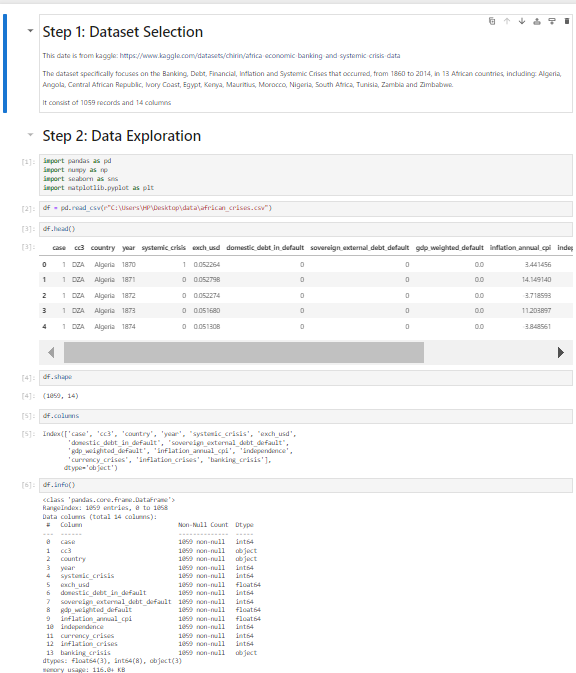 Step 1: Dataset Selection
This date is from kaggle: https://www.kaggle.com/datasets/chirin/africa-economic-banking-and-systemic-crisis-data
The dataset specifically focuses on the Banking, Debt, Financial, Inflation and Systemic Crises that occurred, from 1860 to 2014, in 13 African countries, including: Algeria,
Angola, Central African Republic, Ivory Coast, Egypt, Kenya, Mauritius, Morocco, Nigeria, South Africa, Tunisia, Zambia and Zimbabwe.
It consist of 1059 records and 14 columns
Step 2: Data Exploration
[1]: import pandas as pd
import numpy as np
import seaborn as sns
import matplotlib.pyplot as plt
[2]: df = pd.read_csv(r"C:\Users\HP\Desktop\data\african_crises.csv")
[3]: df.head()
[3]: case cc3 country year systemic_crisis exch_usd domestic_debt_in_default sovereign_external_debt_default gdp_weighted_default inflation_annual_cpi indep
0 1 DZA Algeria 1870 1 0.052264 0 0 0.0 3.441456
1 1 DZA Algeria 1871 0 0.052798 0 0 0.0 14.149140
2 1 DZA Algeria 1872 0 0.052274 0 0 0.0 -3.718593
3 1 DZA Algeria 1873 0 0.051680 0 0 0.0 11.203897
4 1 DZA Algeria 1874 0 0.051308 0 0 0.0 -3.848561
[4]: df.shape
[4]: (1059, 14)
[5]: df.columns
[5]: Index(['case', 'cc3', 'country', 'year', 'systemic_crisis', 'exch_usd',
'domestic_debt_in_default', 'sovereign_external_debt_default',
'gdp_weighted_default', 'inflation_annual_cpi', 'independence',
'currency_crises', 'inflation_crises', 'banking_crisis'],
dtype='object')
[6]: df.info()
<class 'pandas.core.frame.DataFrame'>
RangeIndex: 1059 entries, 0 to 1058
Data columns (total 14 columns):
# Column Non-Null Count Dtype
--- ------ -------------- -----
0 case 1059 non-null int64
1 cc3 1059 non-null object
2 country 1059 non-null object
3 year 1059 non-null int64
4 systemic_crisis 1059 non-null int64
5 exch_usd 1059 non-null float64
6 domestic_debt_in_default 1059 non-null int64
7 sovereign_external_debt_default 1059 non-null int64
8 gdp_weighted_default 1059 non-null float64
9 inflation_annual_cpi 1059 non-null float64
10 independence 1059 non-null int64
11 currency_crises 1059 non-null int64
12 inflation_crises 1059 non-null int64
13 banking_crisis 1059 non-null object
dtypes: float64(3), int64(8), object(3)
memory usage: 116.0+ KB